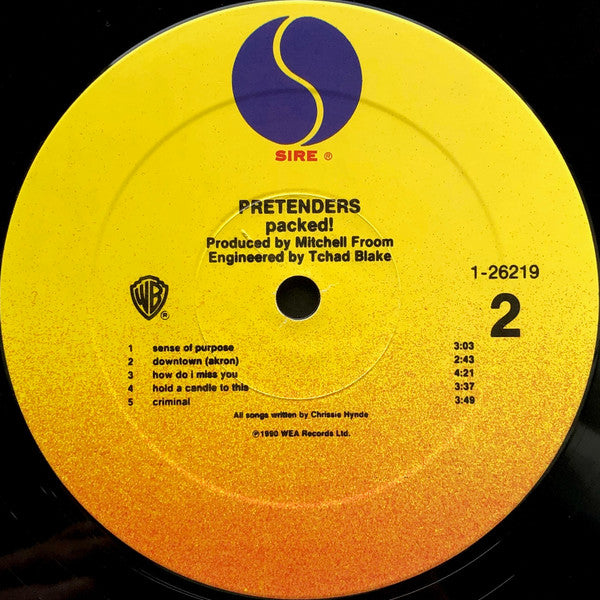 SIRE ®
PRETENDERS
packed!
Produced by Mitchell Froom
Engineered by Tchad Blake
1-26219
WB ®
2
1 sense of purpose 3:03
2 downtown (akron) 2:43
3 how do i miss you 4:21
4 hold a candle to this 3:37
5 criminal 3:49
All songs written by Chrissie Hynde
℗1990 WEA Records Ltd.